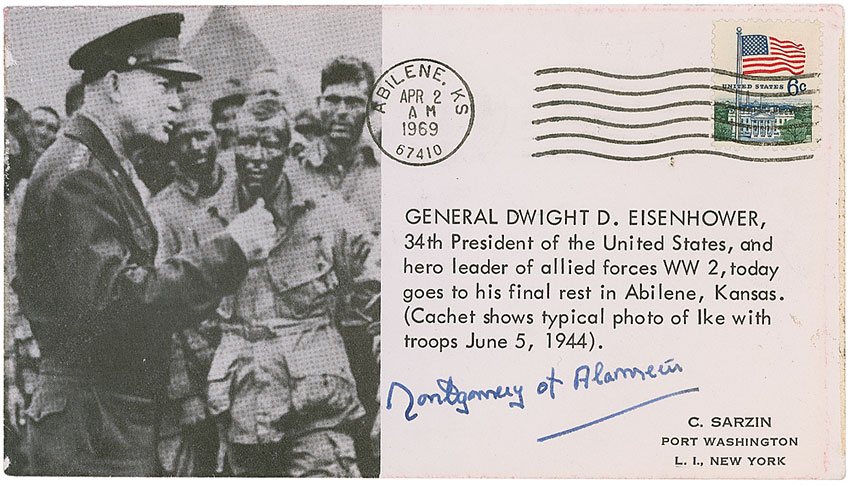 ABILENE, KS
APR 2
A M
1969
67410
UNITED STATES 6c
GENERAL DWIGHT D. EISENHOWER,
34th President of the United States, and
hero leader of allied forces WW 2, today
goes to his final rest in Abilene, Kansas.
(Cachet shows typical photo of Ike with
troops June 5, 1944).
Montgomery of Alamein
C. SARZIN
PORT WASHINGTON
L. I., NEW YORK